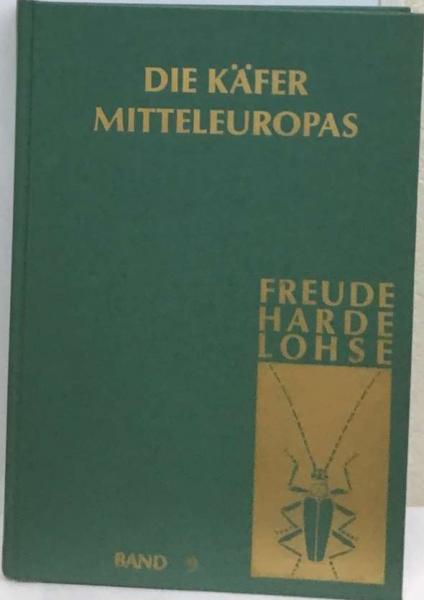 DIE KÄFER
MITTELEUROPAS
FREUDE
HARDE
LOHSE
BAND 9